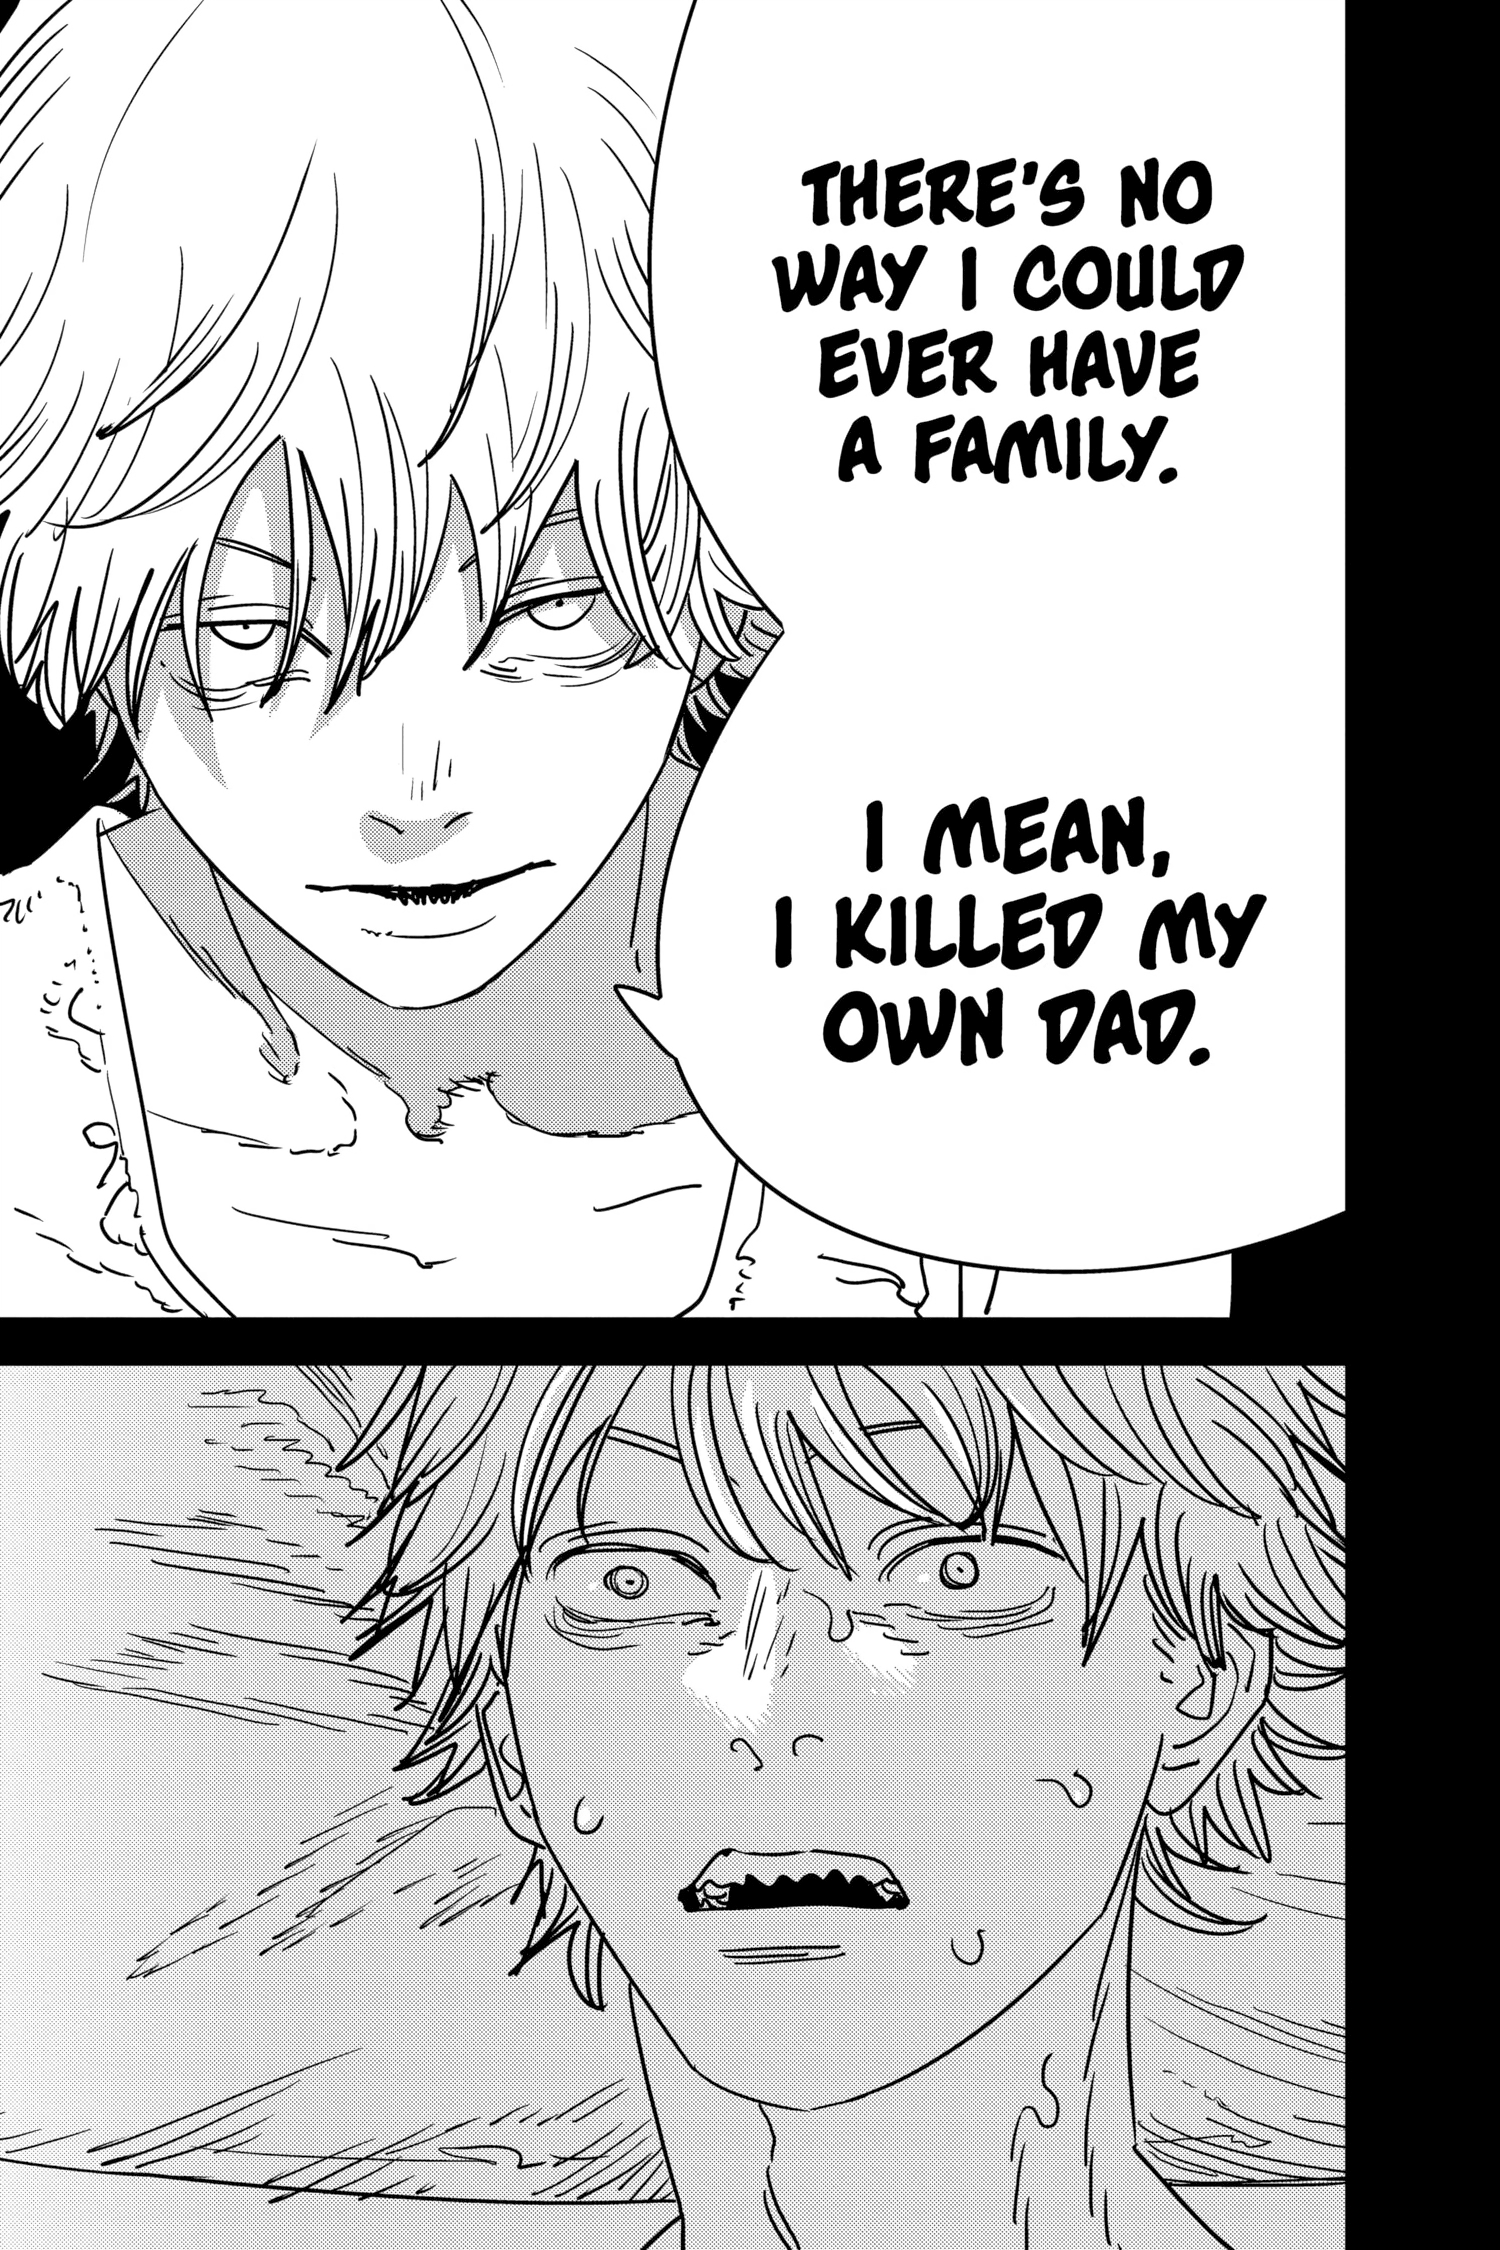 THERE'S NO
WAY I COULD
EVER HAVE
A FAMILY.
I MEAN,
I KILLED MY
OWN DAD.